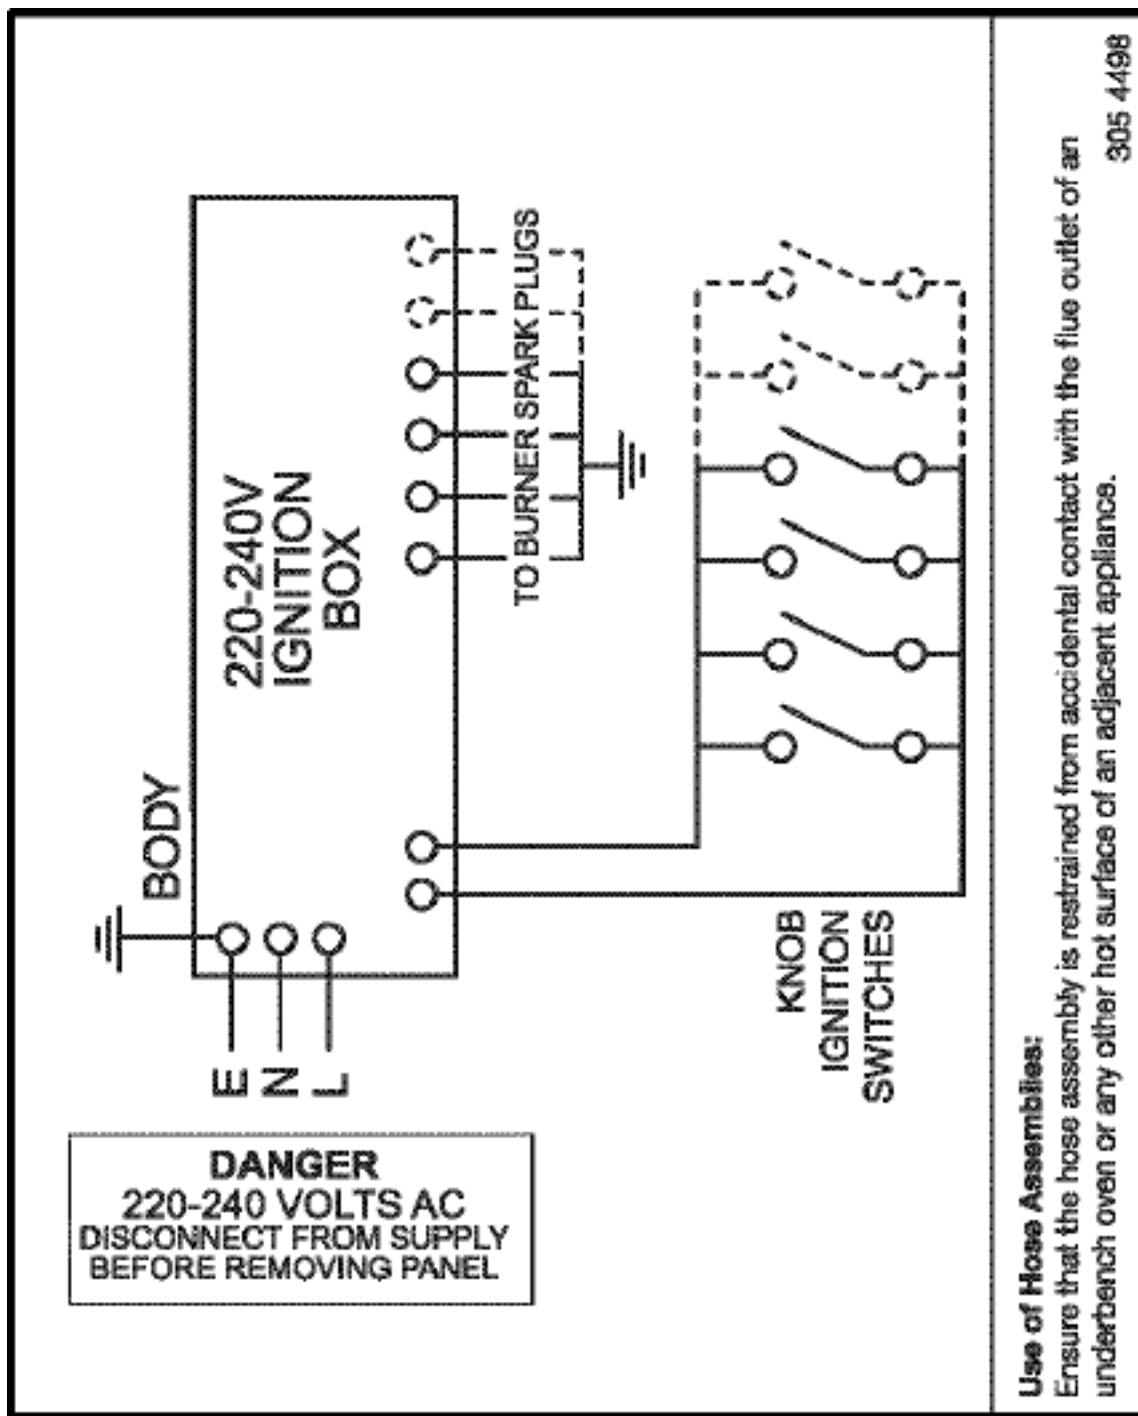 DANGER
220-240 VOLTS AC
DISCONNECT FROM SUPPLY
BEFORE REMOVING PANEL
E
N
L
BODY
220-240V
IGNITION
BOX
TO BURNER SPARK PLUGS
KNOB
IGNITION
SWITCHES
Use of Hose Assemblies:
Ensure that the hose assembly is restrained from accidental contact with the flue outlet of an
underbench oven or any other hot surface of an adjacent appliance.
305 4498